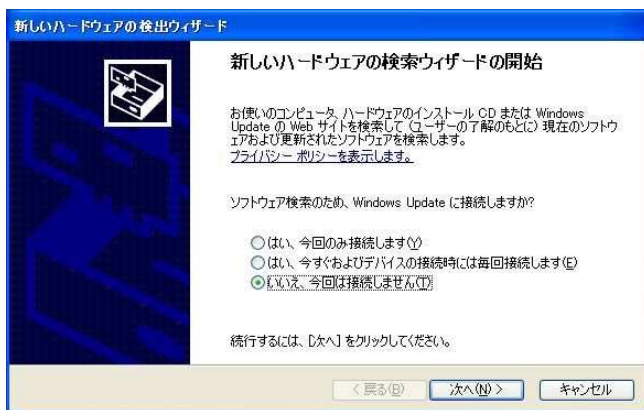 新しいハードウェアの検出ウィザード
新しいハードウェアの検索ウィザードの開始
お使いのコンピュータ、ハードウェアのインストール CD または Windows
Update の Web サイトを検索して (ユーザーの了解のもとに) 現在のソフトウ
ェアおよび更新されたソフトウェアを検索します。
プライバシー ポリシーを表示します。
ソフトウェア検索のため、Windows Update に接続しますか?
はい、今回のみ接続します(Y)
はい、今すぐおよびデバイスの接続時には毎回接続します(E)
いいえ、今回は接続しません(T)
続行するには、[次へ] をクリックしてください。
< 戻る(B) 次へ(N) > キャンセル